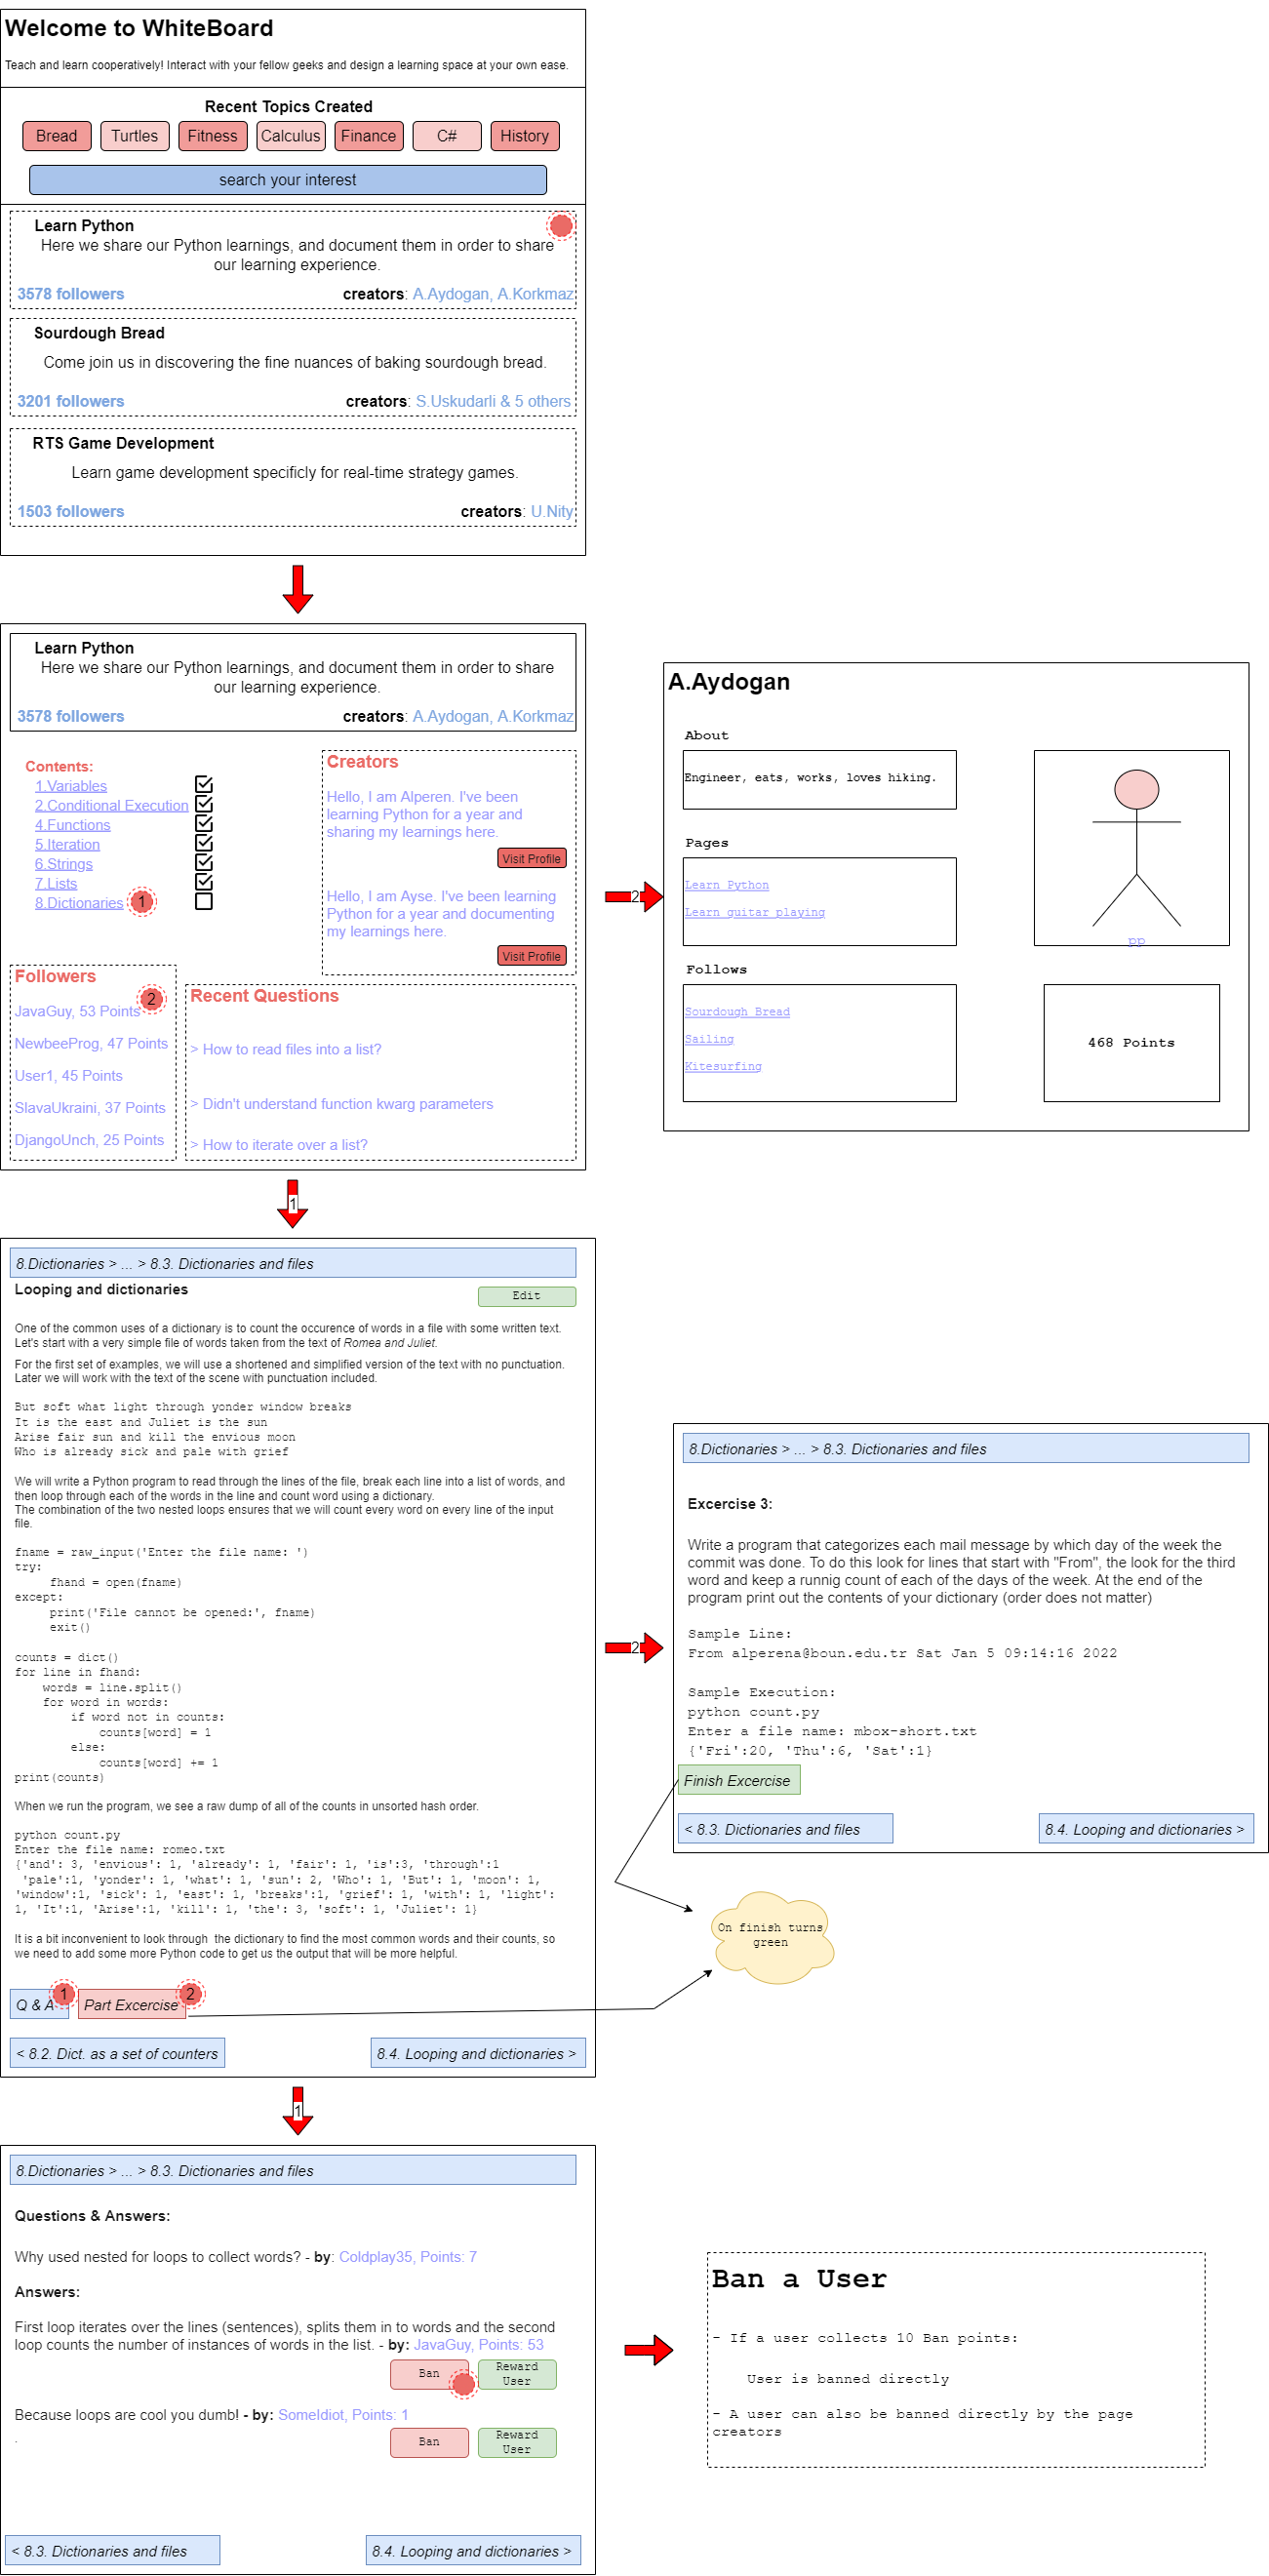 Welcome to WhiteBoard
Teach and learn cooperatively! Interact with your fellow geeks and design a learning space at your own ease.
Recent Topics Created
Bread Turtles Fitness Calculus Finance C# History
search your interest
Learn Python
Here we share our Python learnings, and document them in order to share
our learning experience.
3578 followers creators: A.Aydogan, A.Korkmaz
Sourdough Bread
Come join us in discovering the fine nuances of baking sourdough bread.
3201 followers creators: S.Uskudarli & 5 others
RTS Game Development
Learn game development specificly for real-time strategy games.
1503 followers creators: U.Nity
Learn Python
Here we share our Python learnings, and document them in order to share
our learning experience.
3578 followers creators: A.Aydogan, A.Korkmaz
Contents:
1.Variables
2.Conditional Execution
4.Functions
5.Iteration
6.Strings
7.Lists
8.Dictionaries 1
Creators
Hello, I am Alperen. I've been
learning Python for a year and
sharing my learnings here.
Visit Profile
Hello, I am Ayse. I've been learning
Python for a year and documenting
my learnings here.
Visit Profile
Followers
2
JavaGuy, 53 Points
NewbeeProg, 47 Points
User1, 45 Points
SlavaUkraini, 37 Points
DjangoUnch, 25 Points
Recent Questions
> How to read files into a list?
> Didn't understand function kwarg parameters
> How to iterate over a list?
2
A.Aydogan
About
Engineer, eats, works, loves hiking.
Pages
Learn Python
Learn guitar playing
pp
Follows
Sourdough Bread
Sailing
Kitesurfing
468 Points
1
8.Dictionaries > ... > 8.3. Dictionaries and files
Looping and dictionaries
Edit
One of the common uses of a dictionary is to count the occurence of words in a file with some written text.
Let's start with a very simple file of words taken from the text of Romea and Juliet.
For the first set of examples, we will use a shortened and simplified version of the text with no punctuation.
Later we will work with the text of the scene with punctuation included.
But soft what light through yonder window breaks
It is the east and Juliet is the sun
Arise fair sun and kill the envious moon
Who is already sick and pale with grief
We will write a Python program to read through the lines of the file, break each line into a list of words, and
then loop through each of the words in the line and count word using a dictionary.
The combination of the two nested loops ensures that we will count every word on every line of the input
file.
fname = raw_input('Enter the file name: ')
try:
fhand = open(fname)
except:
print('File cannot be opened:', fname)
exit()
counts = dict()
for line in fhand:
words = line.split()
for word in words:
if word not in counts:
counts[word] = 1
else:
counts[word] += 1
print(counts)
When we run the program, we see a raw dump of all of the counts in unsorted hash order.
python count.py
Enter the file name: romeo.txt
{'and': 3, 'envious': 1, 'already': 1, 'fair': 1, 'is':3, 'through':1
'pale':1, 'yonder': 1, 'what': 1, 'sun': 2, 'Who': 1, 'But': 1, 'moon': 1,
'window':1, 'sick': 1, 'east': 1, 'breaks':1, 'grief': 1, 'with': 1, 'light':
1, 'It':1, 'Arise':1, 'kill': 1, 'the': 3, 'soft': 1, 'Juliet': 1}
It is a bit inconvenient to look through the dictionary to find the most common words and their counts, so
we need to add some more Python code to get us the output that will be more helpful.
Q & A 1 Part Excercise 2
< 8.2. Dict. as a set of counters 8.4. Looping and dictionaries >
2
8.Dictionaries > ... > 8.3. Dictionaries and files
Excercise 3:
Write a program that categorizes each mail message by which day of the week the
commit was done. To do this look for lines that start with "From", the look for the third
word and keep a runnig count of each of the days of the week. At the end of the
program print out the contents of your dictionary (order does not matter)
Sample Line:
From alperena@boun.edu.tr Sat Jan 5 09:14:16 2022
Sample Execution:
python count.py
Enter a file name: mbox-short.txt
{'Fri':20, 'Thu':6, 'Sat':1}
Finish Excercise
< 8.3. Dictionaries and files 8.4. Looping and dictionaries >
On finish turns
green
1
8.Dictionaries > ... > 8.3. Dictionaries and files
Questions & Answers:
Why used nested for loops to collect words? - by: Coldplay35, Points: 7
Answers:
First loop iterates over the lines (sentences), splits them in to words and the second
loop counts the number of instances of words in the list. - by: JavaGuy, Points: 53
Ban
Reward
User
Because loops are cool you dumb! - by: SomeIdiot, Points: 1
.
Ban
Reward
User
< 8.3. Dictionaries and files 8.4. Looping and dictionaries >
Ban a User
- If a user collects 10 Ban points:
User is banned directly
- A user can also be banned directly by the page
creators